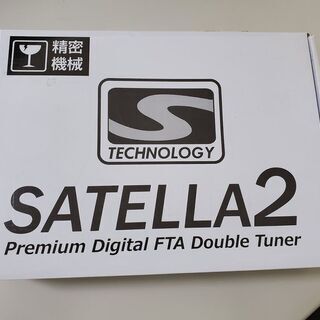 精密
機械
TECHNOLOGY
SATELLA2
Premium Digital FTA Double Tuner